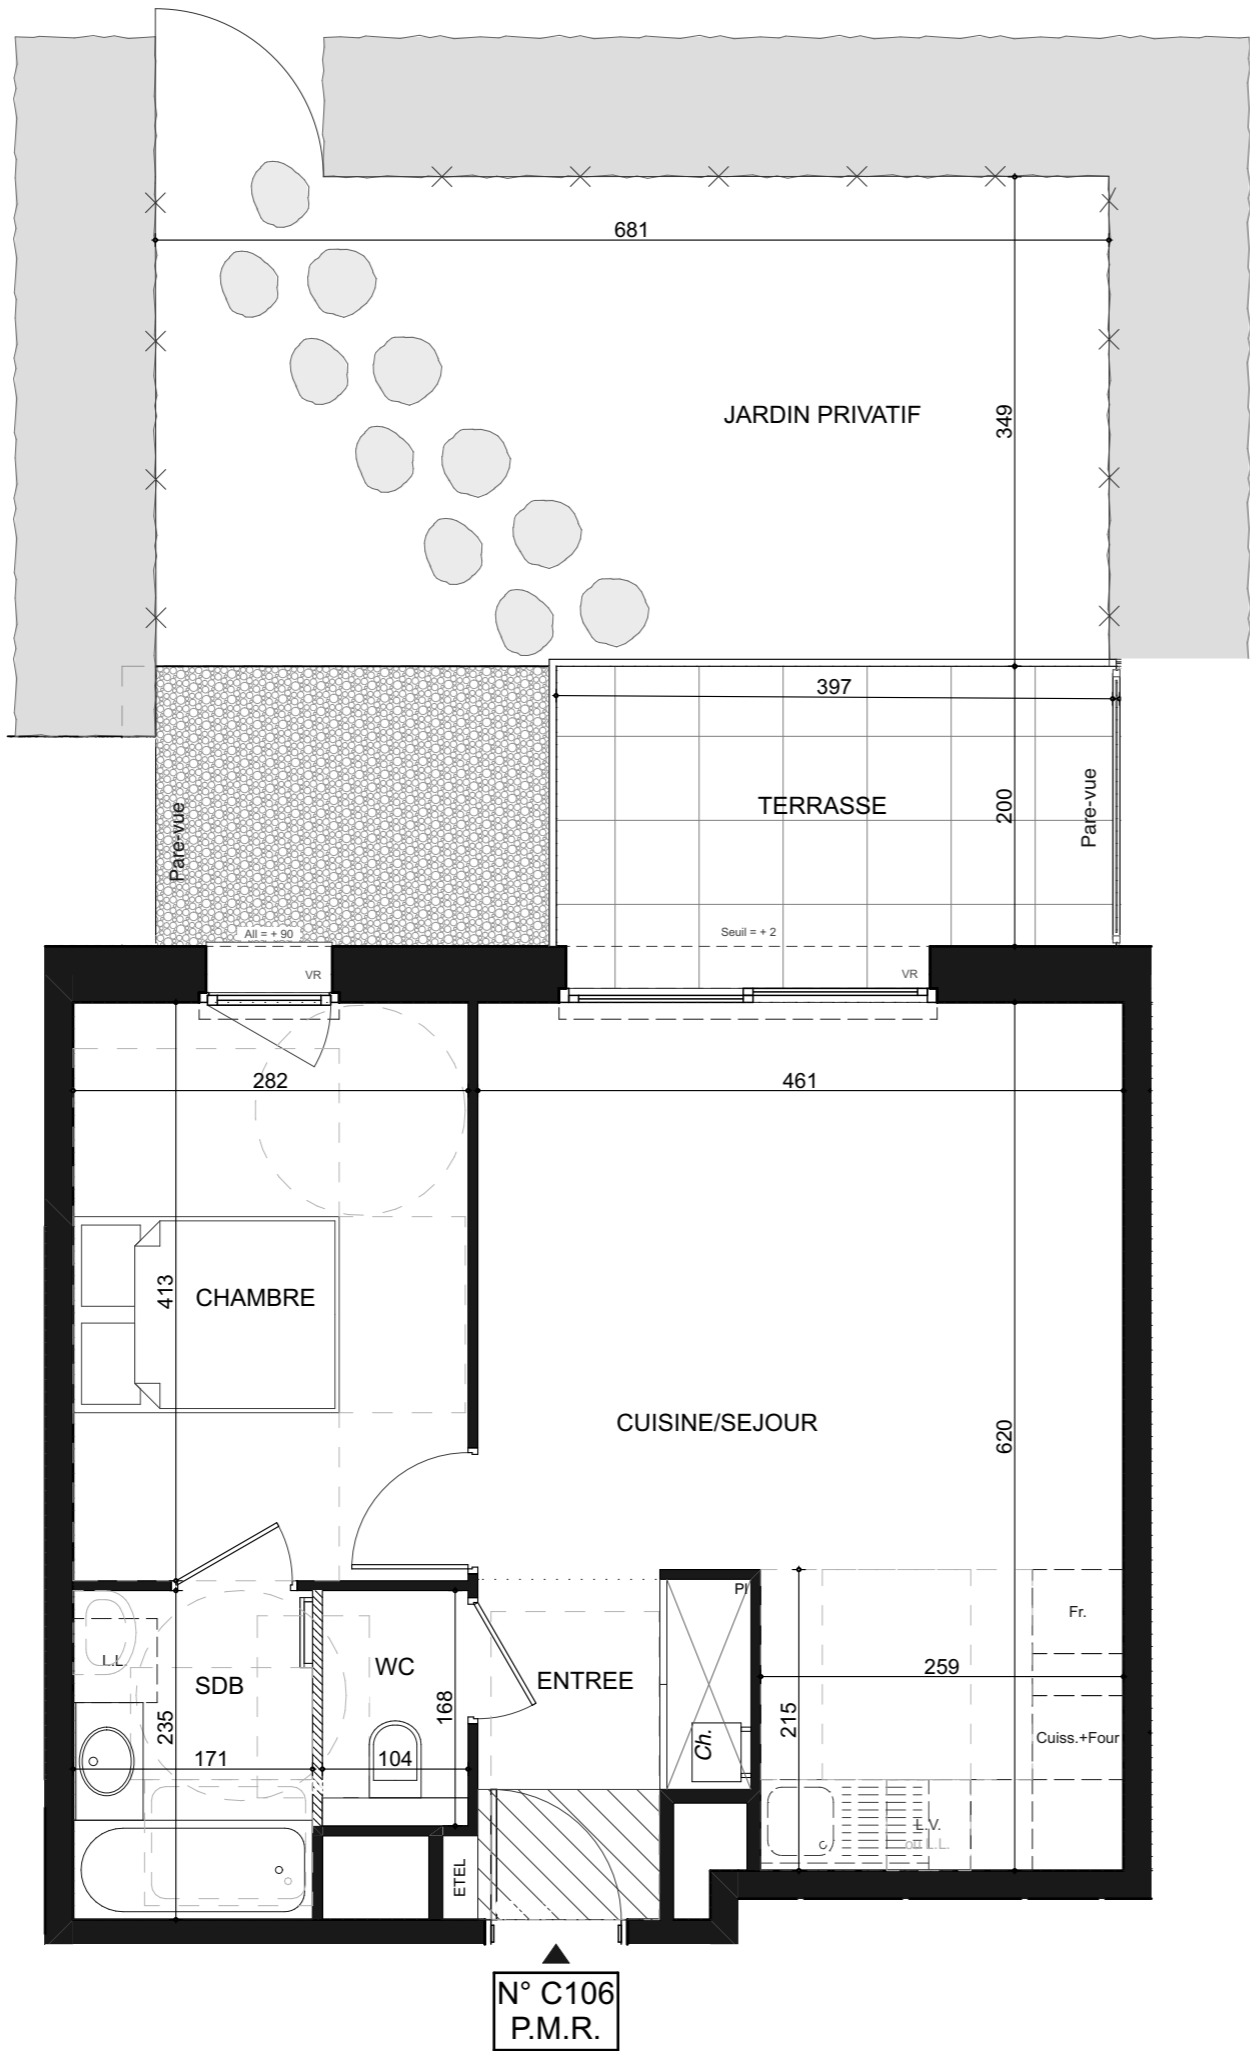 681
JARDIN PRIVATIF
349
397
TERRASSE
200
Pare-vue
Pare-vue
All = + 90
Seuil = + 2
VR
VR
282
461
413
CHAMBRE
CUISINE/SEJOUR
620
Pl
Fr.
L.L.
SDB
WC
ENTREE
259
168
235
215
171
104
Ch.
Cuiss.+Four
L.V.
ou L.L.
ETEL
N° C106
P.M.R.